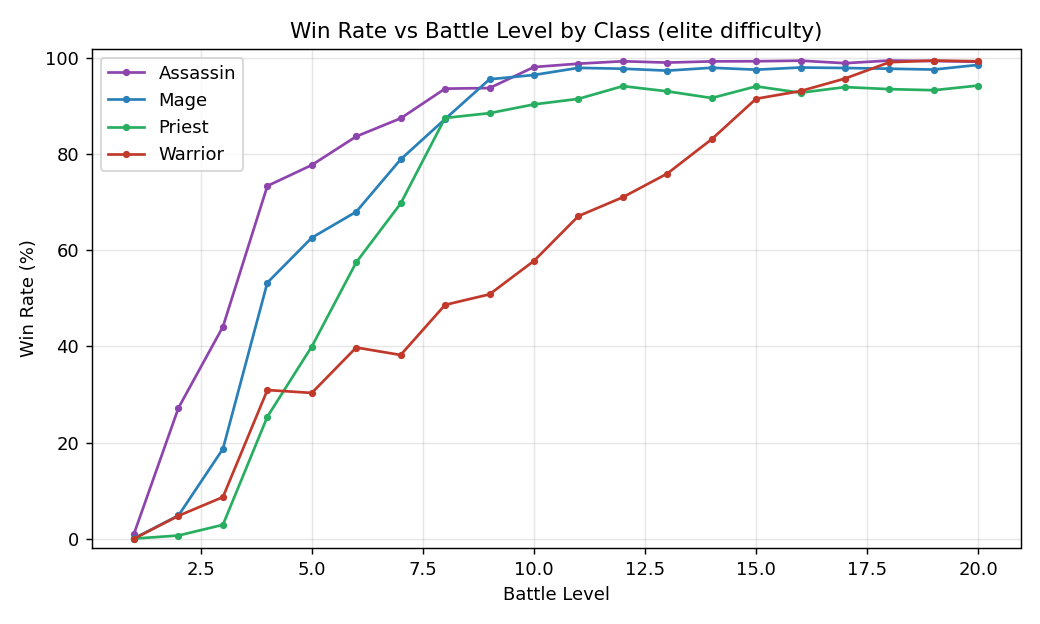 Win Rate vs Battle Level by Class (elite difficulty)
Assassin
Mage
Priest
Warrior
Win Rate (%)
100
80
60
40
20
0
2.5 5.0 7.5 10.0 12.5 15.0 17.5 20.0
Battle Level